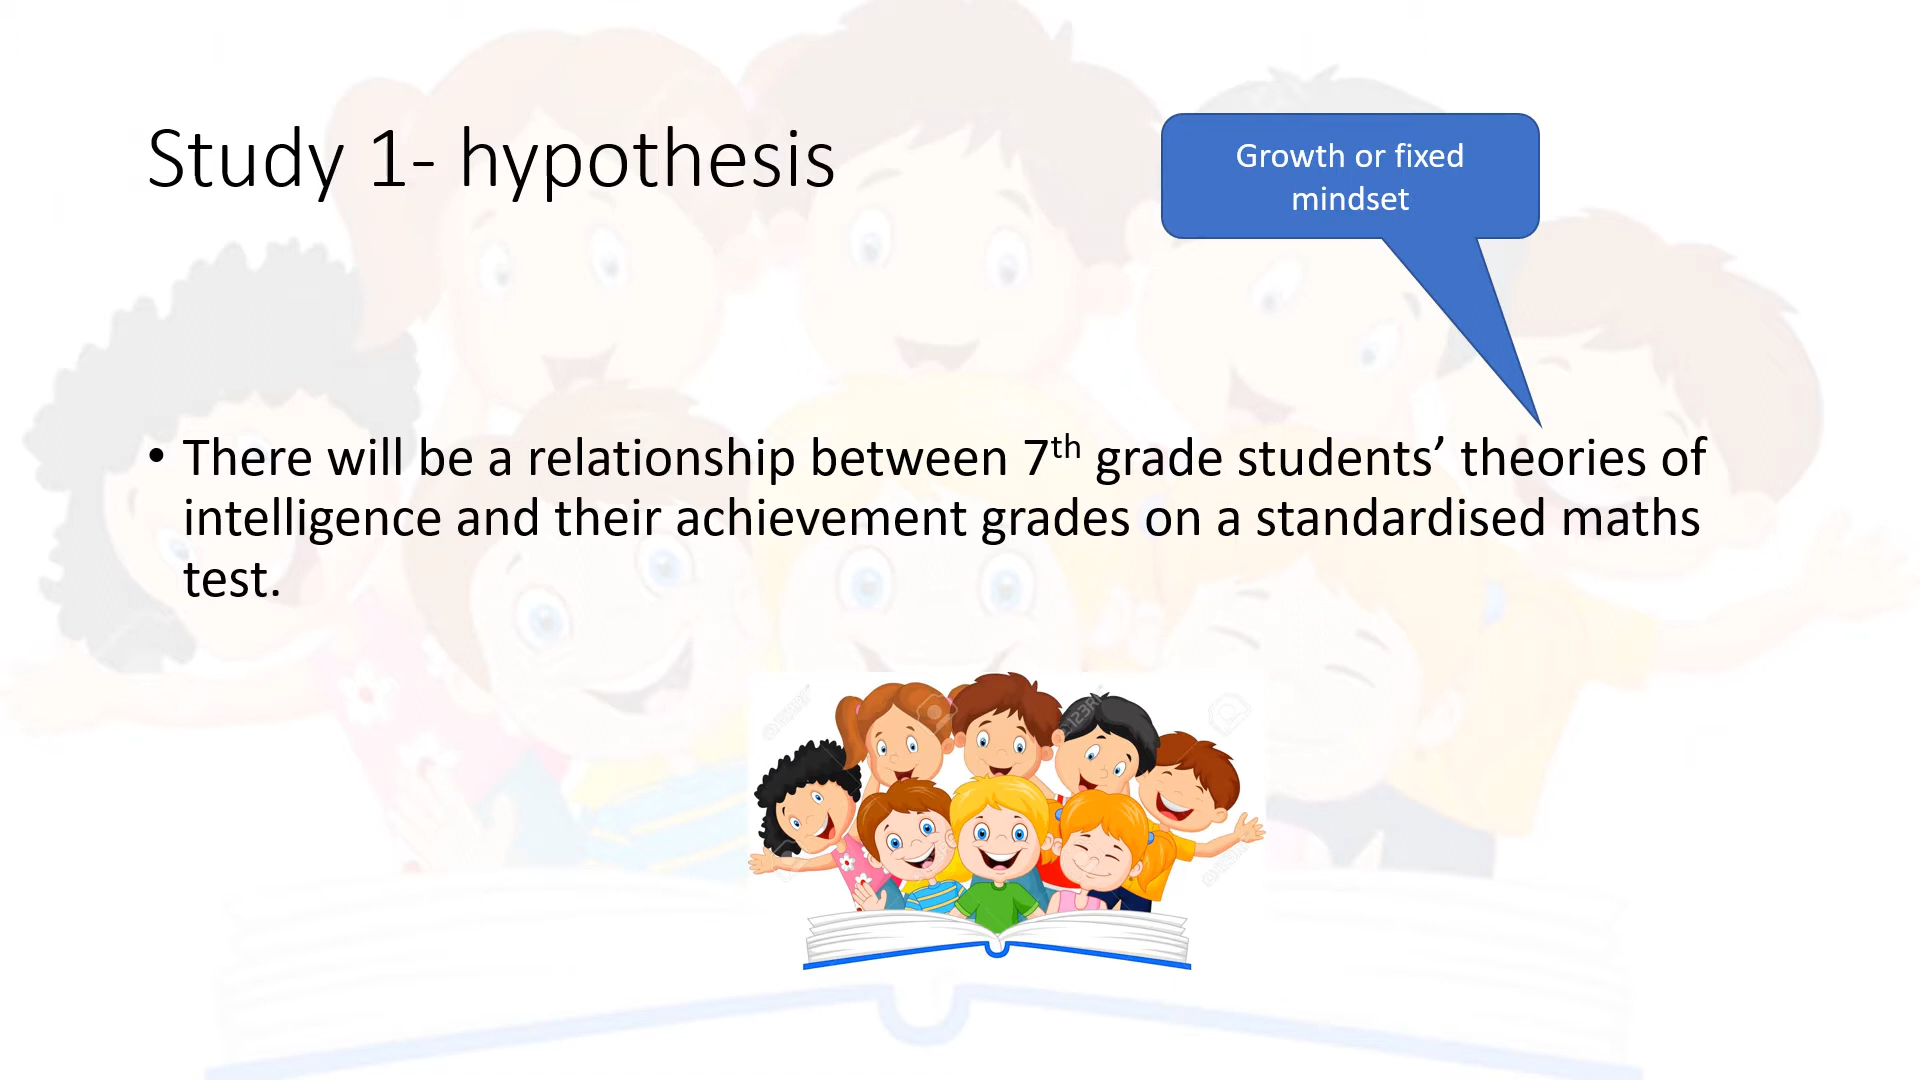 Study 1- hypothesis
Growth or fixed
mindset
• There will be a relationship between 7th grade students’ theories of
intelligence and their achievement grades on a standardised maths
test.
123RF